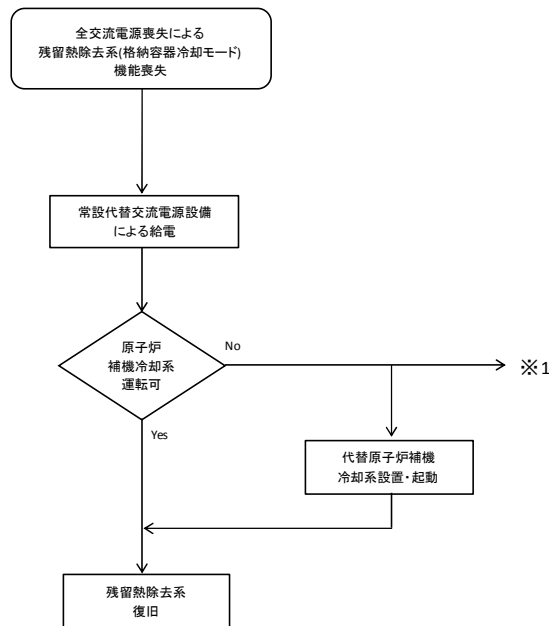 全交流電源喪失による
残留熱除去系(格納容器冷却モード)
機能喪失
常設代替交流電源設備
による給電
原子炉
補機冷却系
運転可
No
※1
Yes
代替原子炉補機
冷却系設置・起動
残留熱除去系
復旧